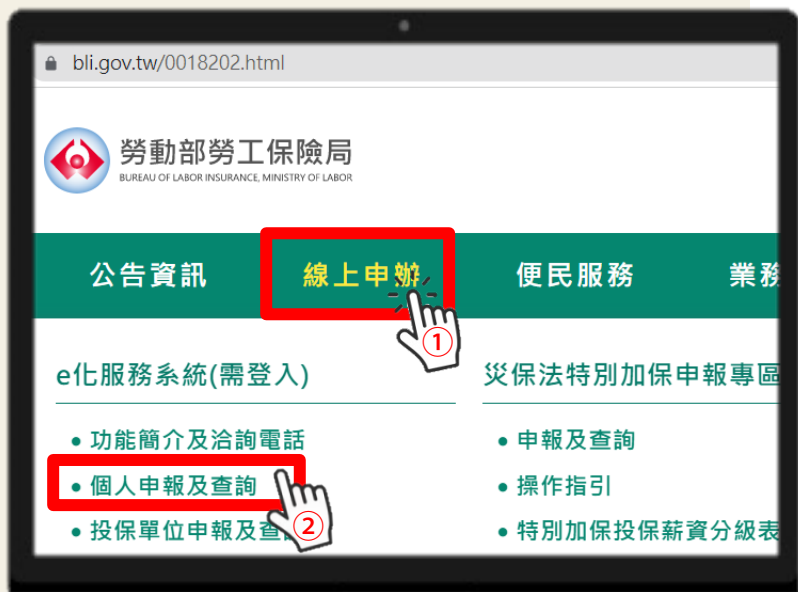 bli.gov.tw/0018202.html
勞動部勞工保險局
BUREAU OF LABOR INSURANCE, MINISTRY OF LABOR
公告資訊 線上申辦 便民服務 業務
①
e化服務系統(需登入) 災保法特別加保申報專區
• 功能簡介及洽詢電話 • 申報及查詢
• 個人申報及查詢 • 操作指引
• 投保單位申報及查 ② • 特別加保投保薪資分級表